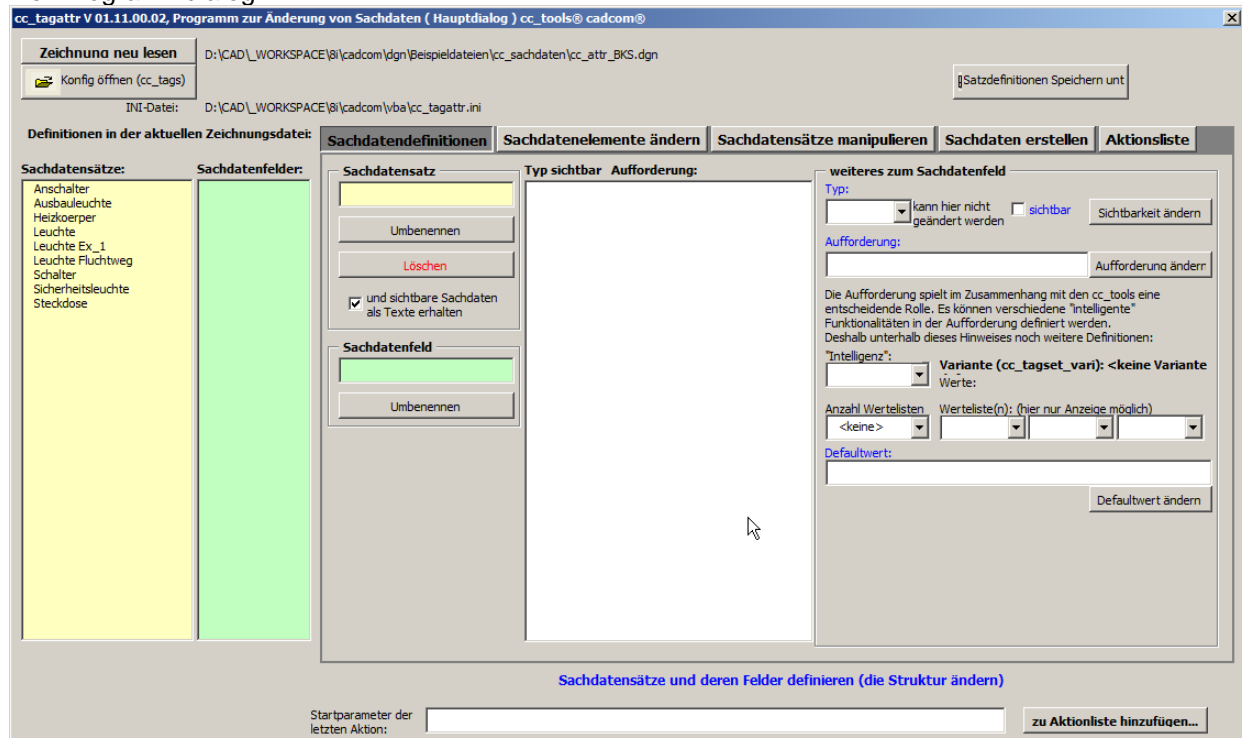 cc_tagattr V 01.11.00.02, Programm zur Änderung von Sachdaten ( Hauptdialog ) cc_tools® cadcom®
Zeichnung neu lesen
D:\CAD\_WORKSPACE\8i\cadcom\dgn\Beispieldateien\cc_sachdaten\cc_attr_BKS.dgn
Konfig öffnen (cc_tags)
Satzdefinitionen Speichern unt
INI-Datei: D:\CAD\_WORKSPACE\8i\cadcom\vba\cc_tagattr.ini
Definitionen in der aktuellen Zeichnungsdatei:
Sachdatendefinitionen Sachdatenelemente ändern Sachdatensätze manipulieren Sachdaten erstellen Aktionsliste
Sachdatensätze: Sachdatenfelder:
Anschalter
Ausbauleuchte
Heizkoerper
Leuchte
Leuchte Ex_1
Leuchte Fluchtweg
Schalter
Sicherheitsleuchte
Steckdose
Sachdatensatz
Umbenennen
Löschen
und sichtbare Sachdaten
als Texte erhalten
Sachdatenfeld
Umbenennen
Typ sichtbar Aufforderung:
weiteres zum Sachdatenfeld
Typ:
kann hier nicht
geändert werden
sichtbar
Sichtbarkeit ändern
Aufforderung:
Aufforderung ändern
Die Aufforderung spielt im Zusammenhang mit den cc_tools eine
entscheidende Rolle. Es können verschiedene "intelligente"
Funktionalitäten in der Aufforderung definiert werden.
Deshalb unterhalb dieses Hinweises noch weitere Definitionen:
"Intelligenz":
Variante (cc_tagset_vari): <keine Variante
Werte:
Anzahl Wertelisten Werteliste(n): (hier nur Anzeige möglich)
<keine>
Defaultwert:
Defaultwert ändern
Sachdatensätze und deren Felder definieren (die Struktur ändern)
Startparameter der
letzten Aktion:
zu Aktionliste hinzufügen...